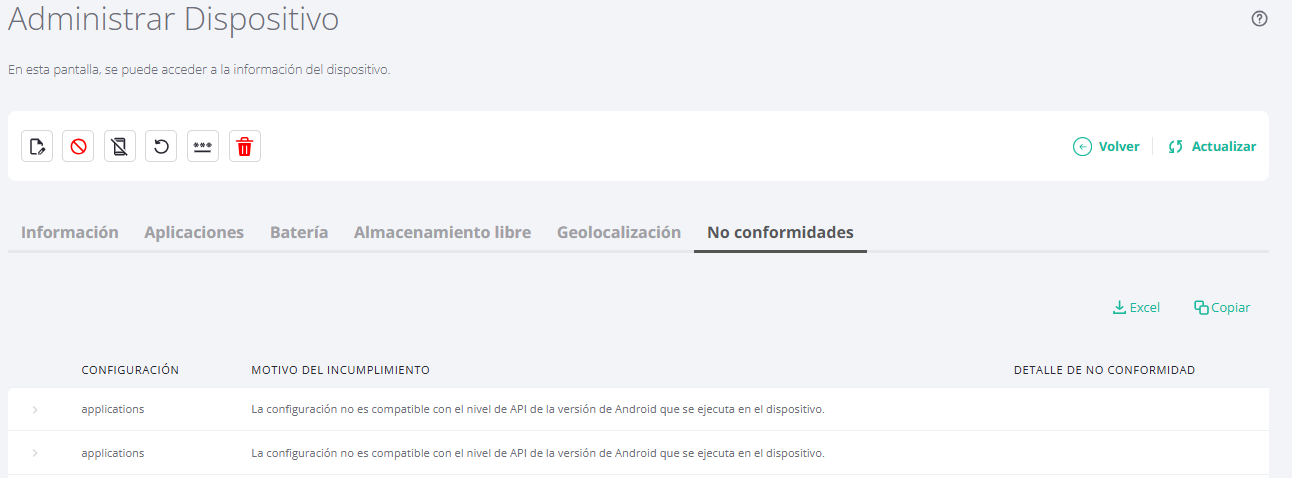 Administrar Dispositivo
En esta pantalla, se puede acceder a la información del dispositivo.
Volver Actualizar
Información Aplicaciones Batería Almacenamiento libre Geolocalización No conformidades
Excel Copiar
CONFIGURACIÓN MOTIVO DEL INCUMPLIMIENTO DETALLE DE NO CONFORMIDAD
applications La configuración no es compatible con el nivel de API de la versión de Android que se ejecuta en el dispositivo.
applications La configuración no es compatible con el nivel de API de la versión de Android que se ejecuta en el dispositivo.